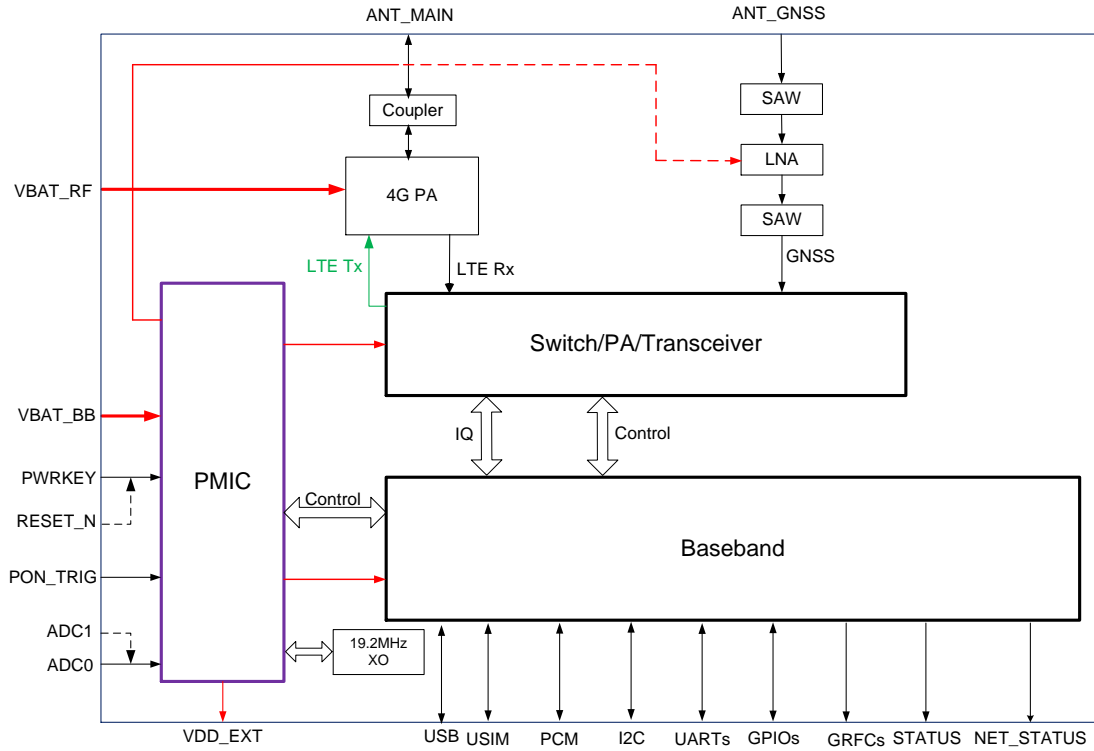 ANT_MAIN
ANT_GNSS
Coupler
SAW
LNA
4G PA
SAW
VBAT_RF
GNSS
LTE Tx
LTE Rx
Switch/PA/Transceiver
VBAT_BB
IQ
Control
PWRKEY
PMIC
RESET_N
Control
Baseband
PON_TRIG
ADC1
ADC0
19.2MHz
XO
VDD_EXT
USB
USIM
PCM
I2C
UARTs
GPIOs
GRFCs
STATUS
NET_STATUS